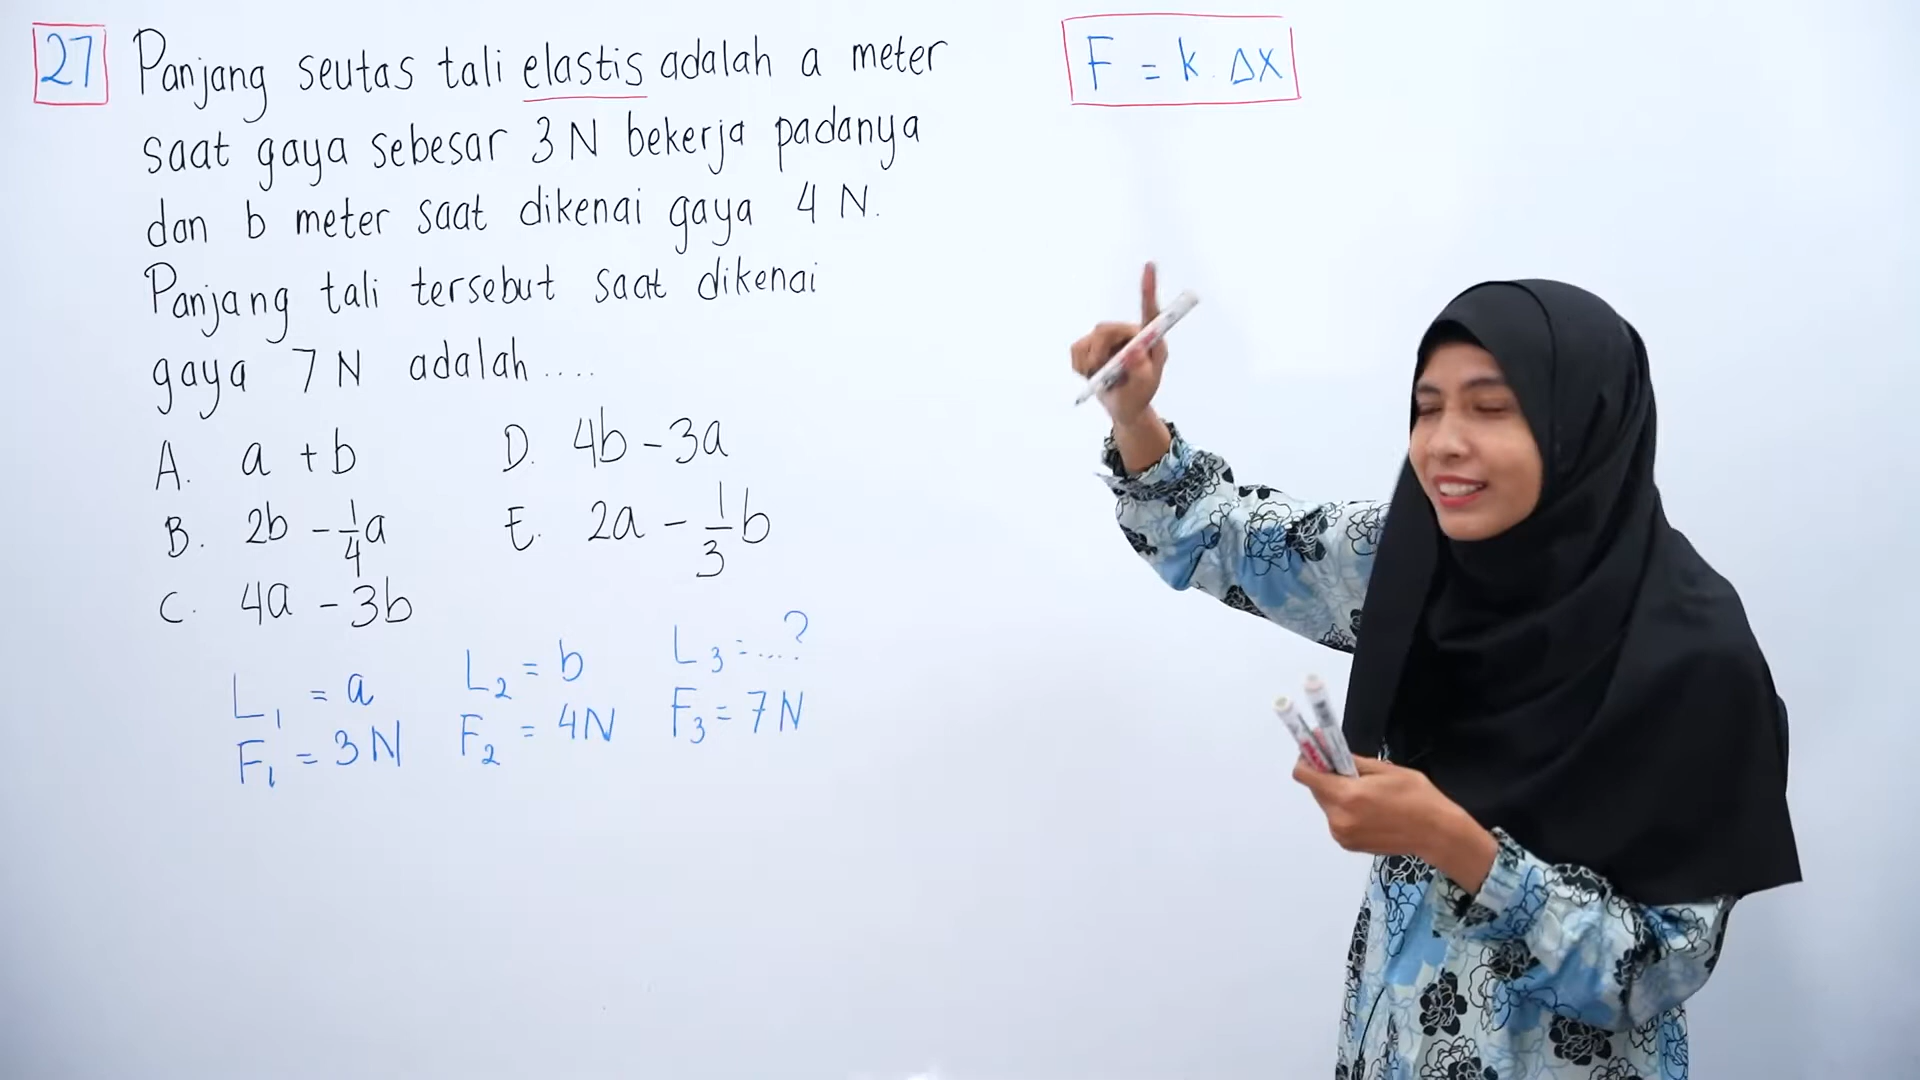 27 Panjang seutas tali elastis adalah a meter
saat gaya sebesar 3 N bekerja padanya
dan b meter saat dikenai gaya 4 N.
Panjang tali tersebut saat dikenai
gaya 7 N adalah ....
A. a + b
B. 2b - 1/4 a
C. 4a - 3b
D. 4b - 3a
E. 2a - 1/3 b
L₁ = a
F₁ = 3 N
L₂ = b
F₂ = 4 N
L₃ = ...?
F₃ = 7 N
F = k . Δx